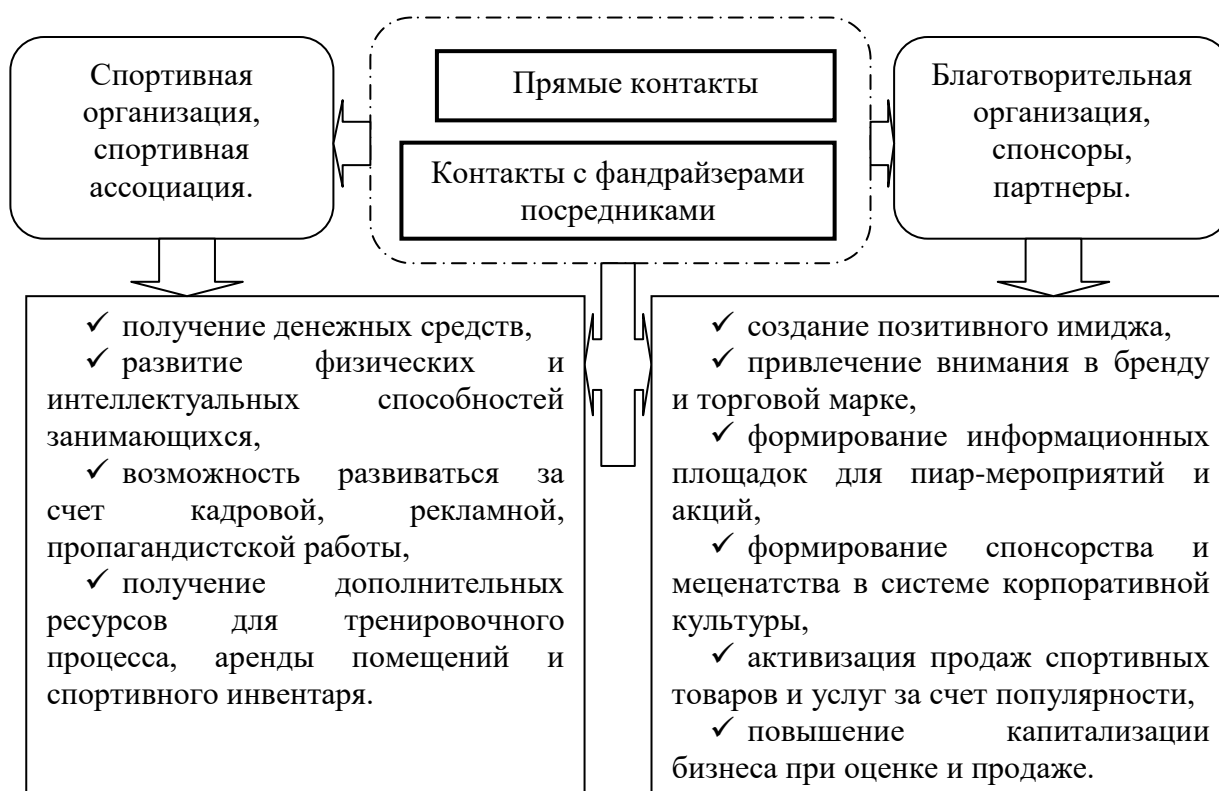 Спортивная
организация,
спортивная
ассоциация.
Прямые контакты
Контакты с фандрайзерами
посредниками
Благотворительная
организация,
спонсоры,
партнеры.
✓ получение денежных средств,
✓ развитие физических и
интеллектуальных способностей
занимающихся,
✓ возможность развиваться за
счет кадровой, рекламной,
пропагандистской работы,
✓ получение дополнительных
ресурсов для тренировочного
процесса, аренды помещений и
спортивного инвентаря.
✓ создание позитивного имиджа,
✓ привлечение внимания в бренду
и торговой марке,
✓ формирование информационных
площадок для пиар-мероприятий и
акций,
✓ формирование спонсорства и
меценатства в системе корпоративной
культуры,
✓ активизация продаж спортивных
товаров и услуг за счет популярности,
✓ повышение капитализации
бизнеса при оценке и продаже.